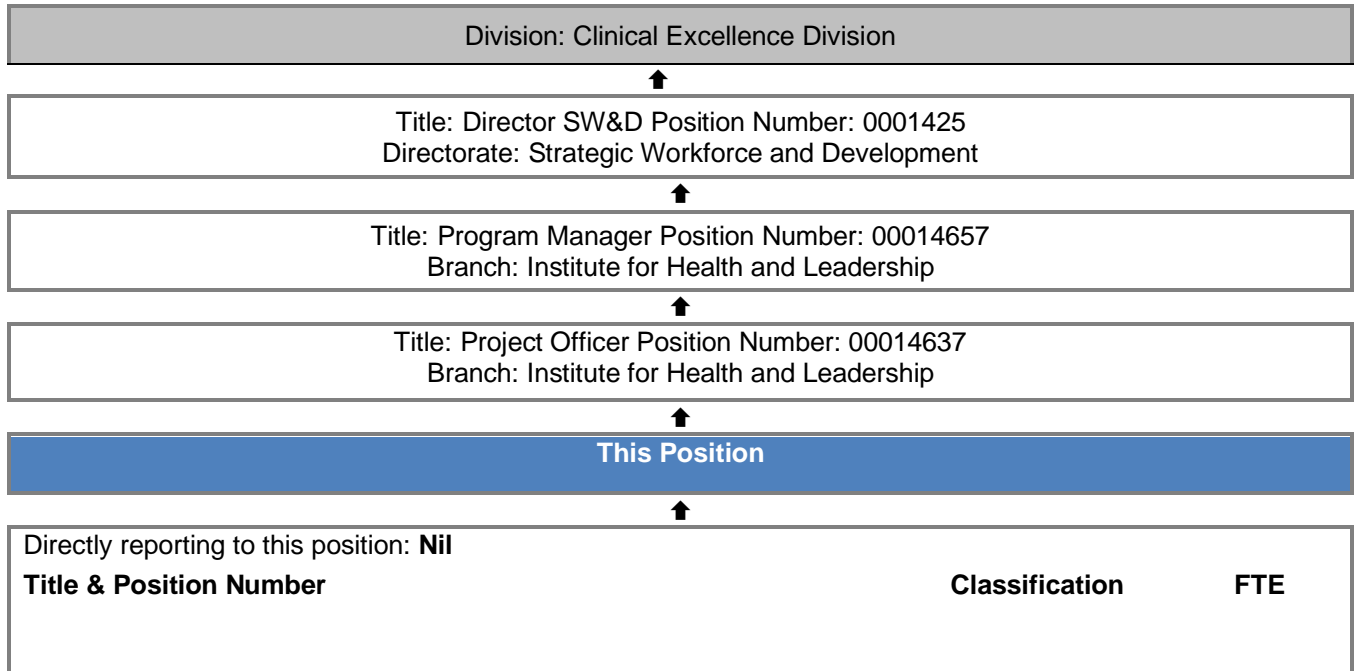 Division: Clinical Excellence Division
Title: Director SW&D Position Number: 0001425
Directorate: Strategic Workforce and Development
Title: Program Manager Position Number: 00014657
Branch: Institute for Health and Leadership
Title: Project Officer Position Number: 00014637
Branch: Institute for Health and Leadership
This Position
Directly reporting to this position: Nil
Title & Position Number Classification FTE